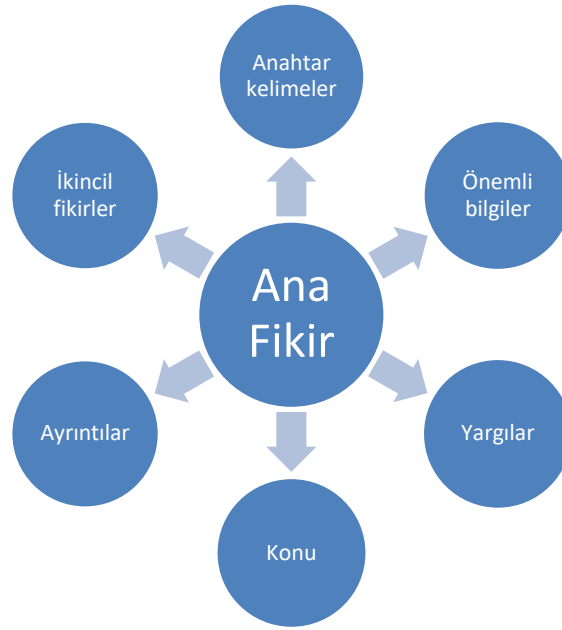 Anahtar
kelimeler
İkincil
fikirler
Önemli
bilgiler
Ana
Fikir
Ayrıntılar
Yargılar
Konu